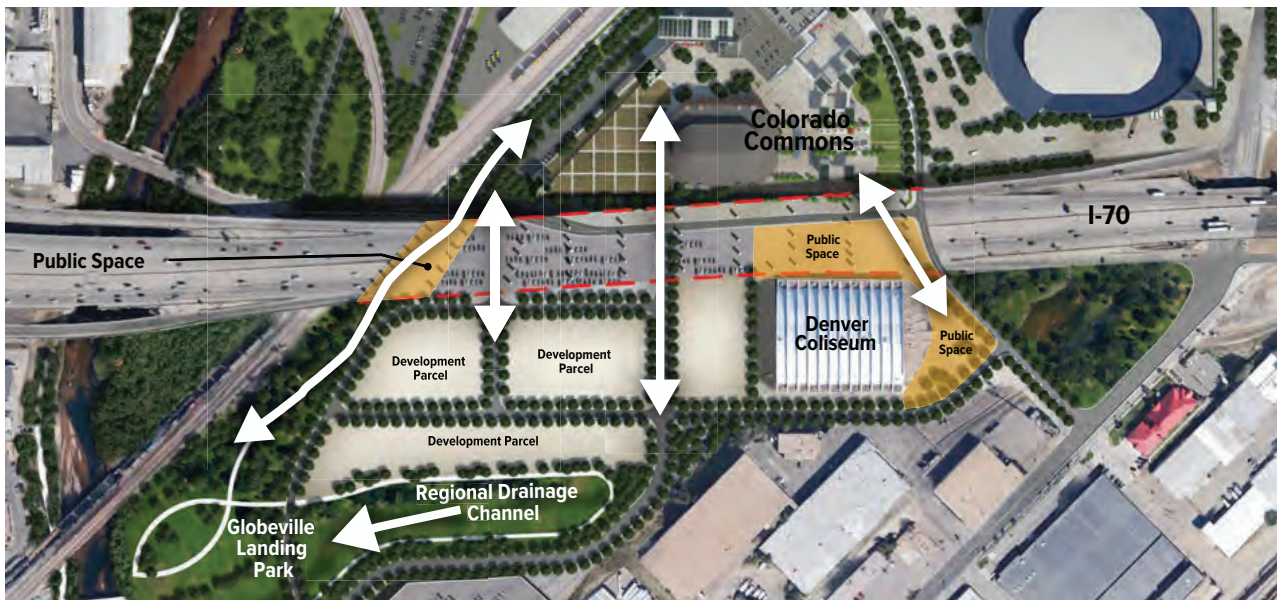 Colorado
Commons
I-70
Public Space
Public
Space
Denver
Coliseum
Public
Space
Development
Parcel
Development
Parcel
Development Parcel
Regional Drainage
Channel
Globeville
Landing
Park